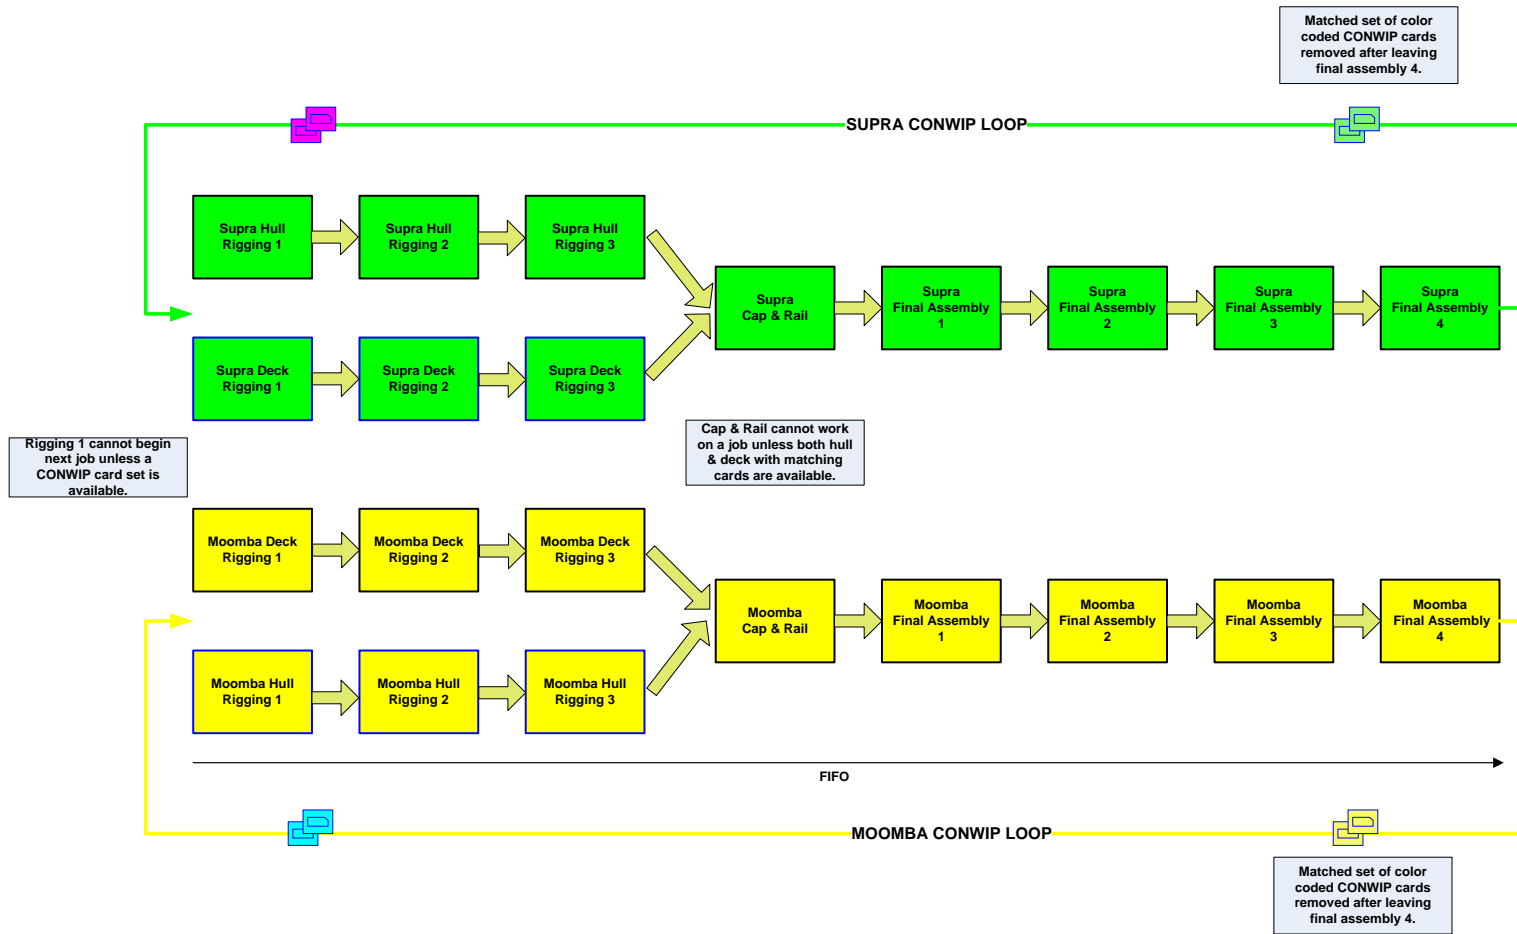 Matched set of color
coded CONWIP cards
removed after leaving
final assembly 4.
SUPRA CONWIP LOOP
Supra Hull
Rigging 1
Supra Hull
Rigging 2
Supra Hull
Rigging 3
Supra
Cap & Rail
Supra
Final Assembly
1
Supra
Final Assembly
2
Supra
Final Assembly
3
Supra
Final Assembly
4
Supra Deck
Rigging 1
Supra Deck
Rigging 2
Supra Deck
Rigging 3
Rigging 1 cannot begin
next job unless a
CONWIP card set is
available.
Cap & Rail cannot work
on a job unless both hull
& deck with matching
cards are available.
Moomba Deck
Rigging 1
Moomba Deck
Rigging 2
Moomba Deck
Rigging 3
Moomba
Cap & Rail
Moomba
Final Assembly
1
Moomba
Final Assembly
2
Moomba
Final Assembly
3
Moomba
Final Assembly
4
Moomba Hull
Rigging 1
Moomba Hull
Rigging 2
Moomba Hull
Rigging 3
FIFO
MOOMBA CONWIP LOOP
Matched set of color
coded CONWIP cards
removed after leaving
final assembly 4.